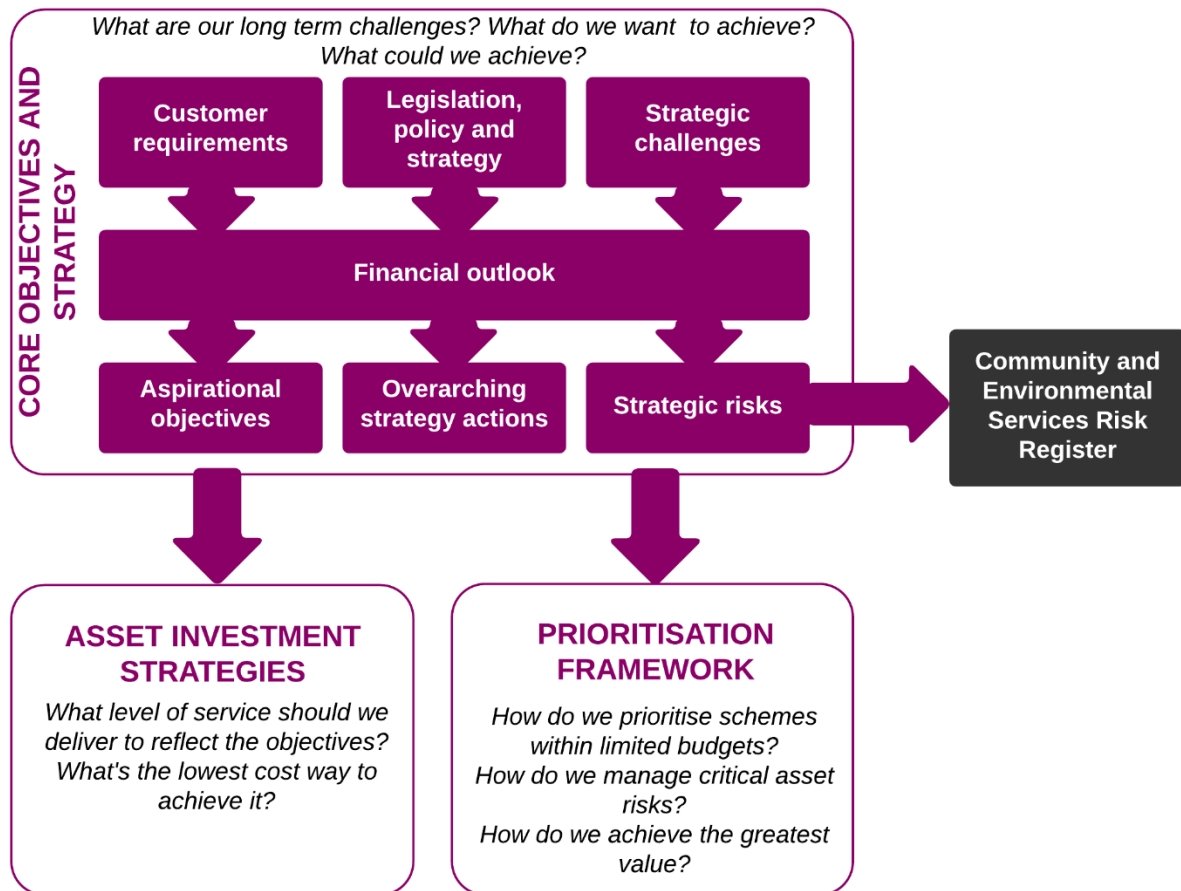 What are our long term challenges? What do we want  to achieve?
What could we achieve?
CORE OBJECTIVES AND
STRATEGY
Customer
requirements
Legislation,
policy and
strategy
Strategic
challenges
Financial outlook
Aspirational
objectives
Overarching
strategy actions
Strategic risks
Community and
Environmental
Services Risk
Register
ASSET INVESTMENT
STRATEGIES
What level of service should we
deliver to reflect the objectives?
What's the lowest cost way to
achieve it?
PRIORITISATION
FRAMEWORK
How do we prioritise schemes
within limited budgets?
How do we manage critical asset
risks?
How do we achieve the greatest
value?